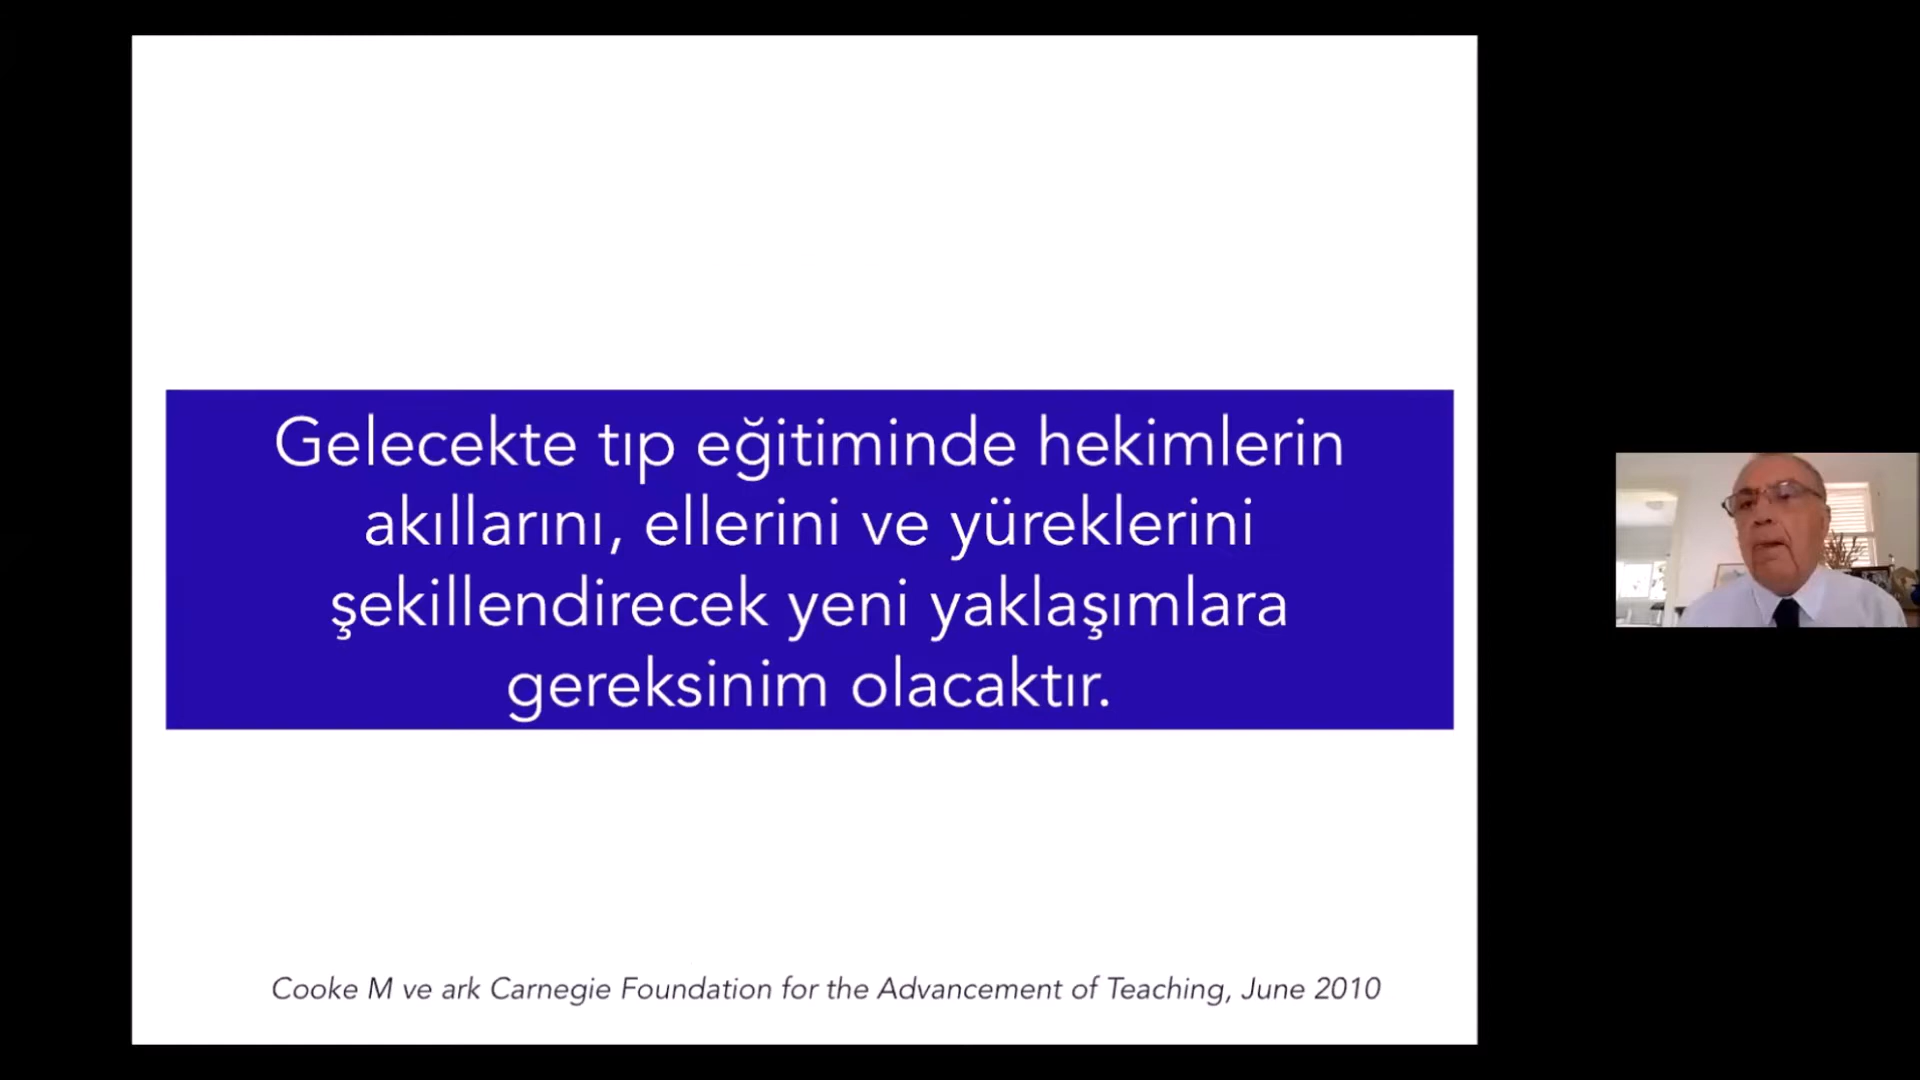 Gelecekte tıp eğitiminde hekimlerin
akıllarını, ellerini ve yüreklerini
şekillendirecek yeni yaklaşımlara
gereksinim olacaktır.
Cooke M ve ark Carnegie Foundation for the Advancement of Teaching, June 2010